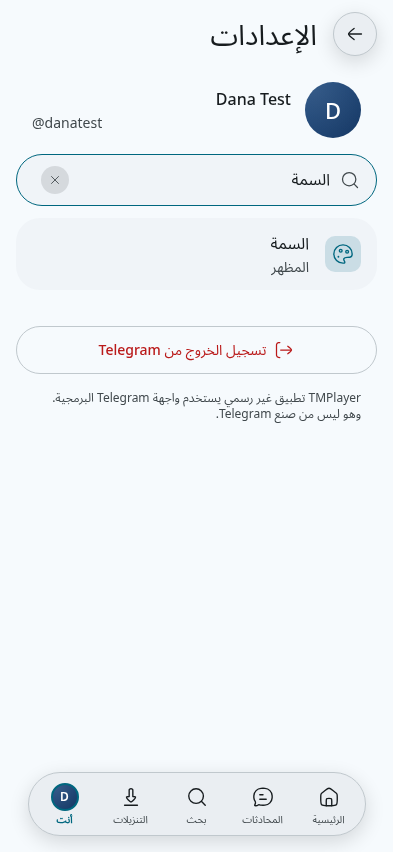 الإعدادات
D
Dana Test
@danatest
السمة
السمة
المظهر
تسجيل الخروج من Telegram
TMPlayer تطبيق غير رسمي يستخدم واجهة Telegram البرمجية،
وهو ليس من صنع Telegram.
الرئيسية
المحادثات
بحث
التنزيلات
D
أنت